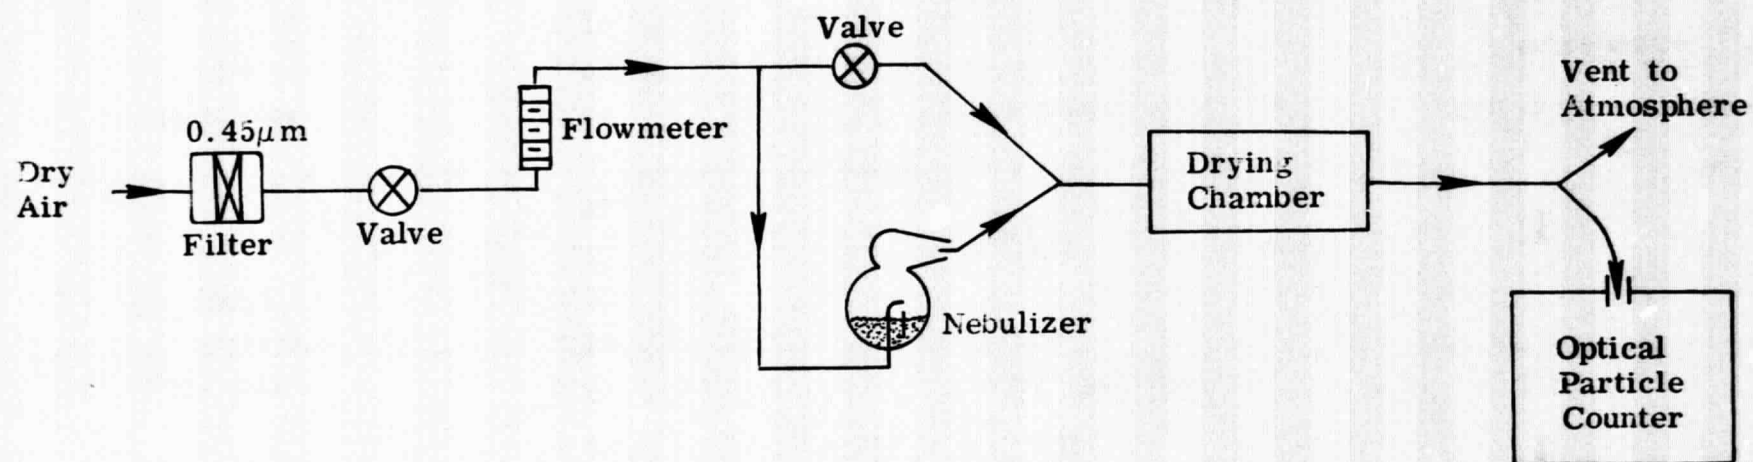 Dry
Air
0.45μm
Filter
Valve
Flowmeter
Valve
Nebulizer
Drying
Chamber
Vent to
Atmosphere
Optical
Particle
Counter